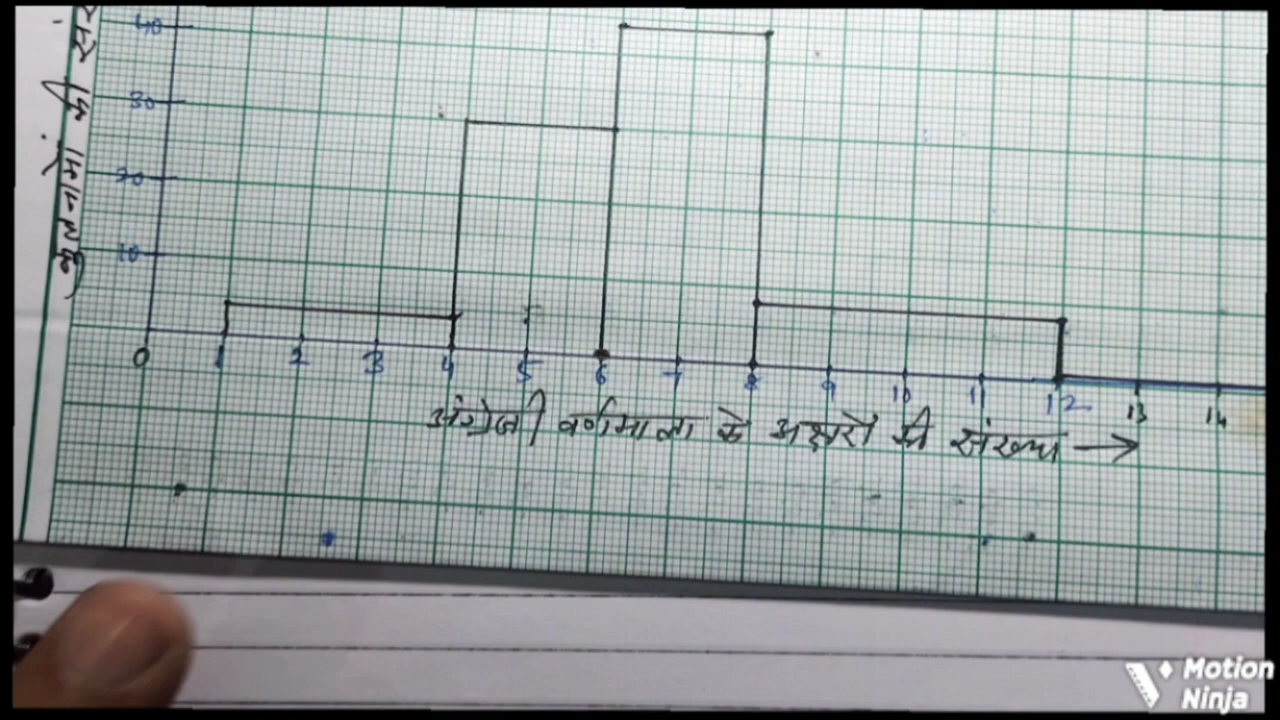 40
30
20
10
कुलनामों की
0 1 2 3 4 5 6 7 8 9 10 11 12 13 14
अंग्रेजी वर्णमाला के अक्षरों की संख्या →
Motion
Ninja